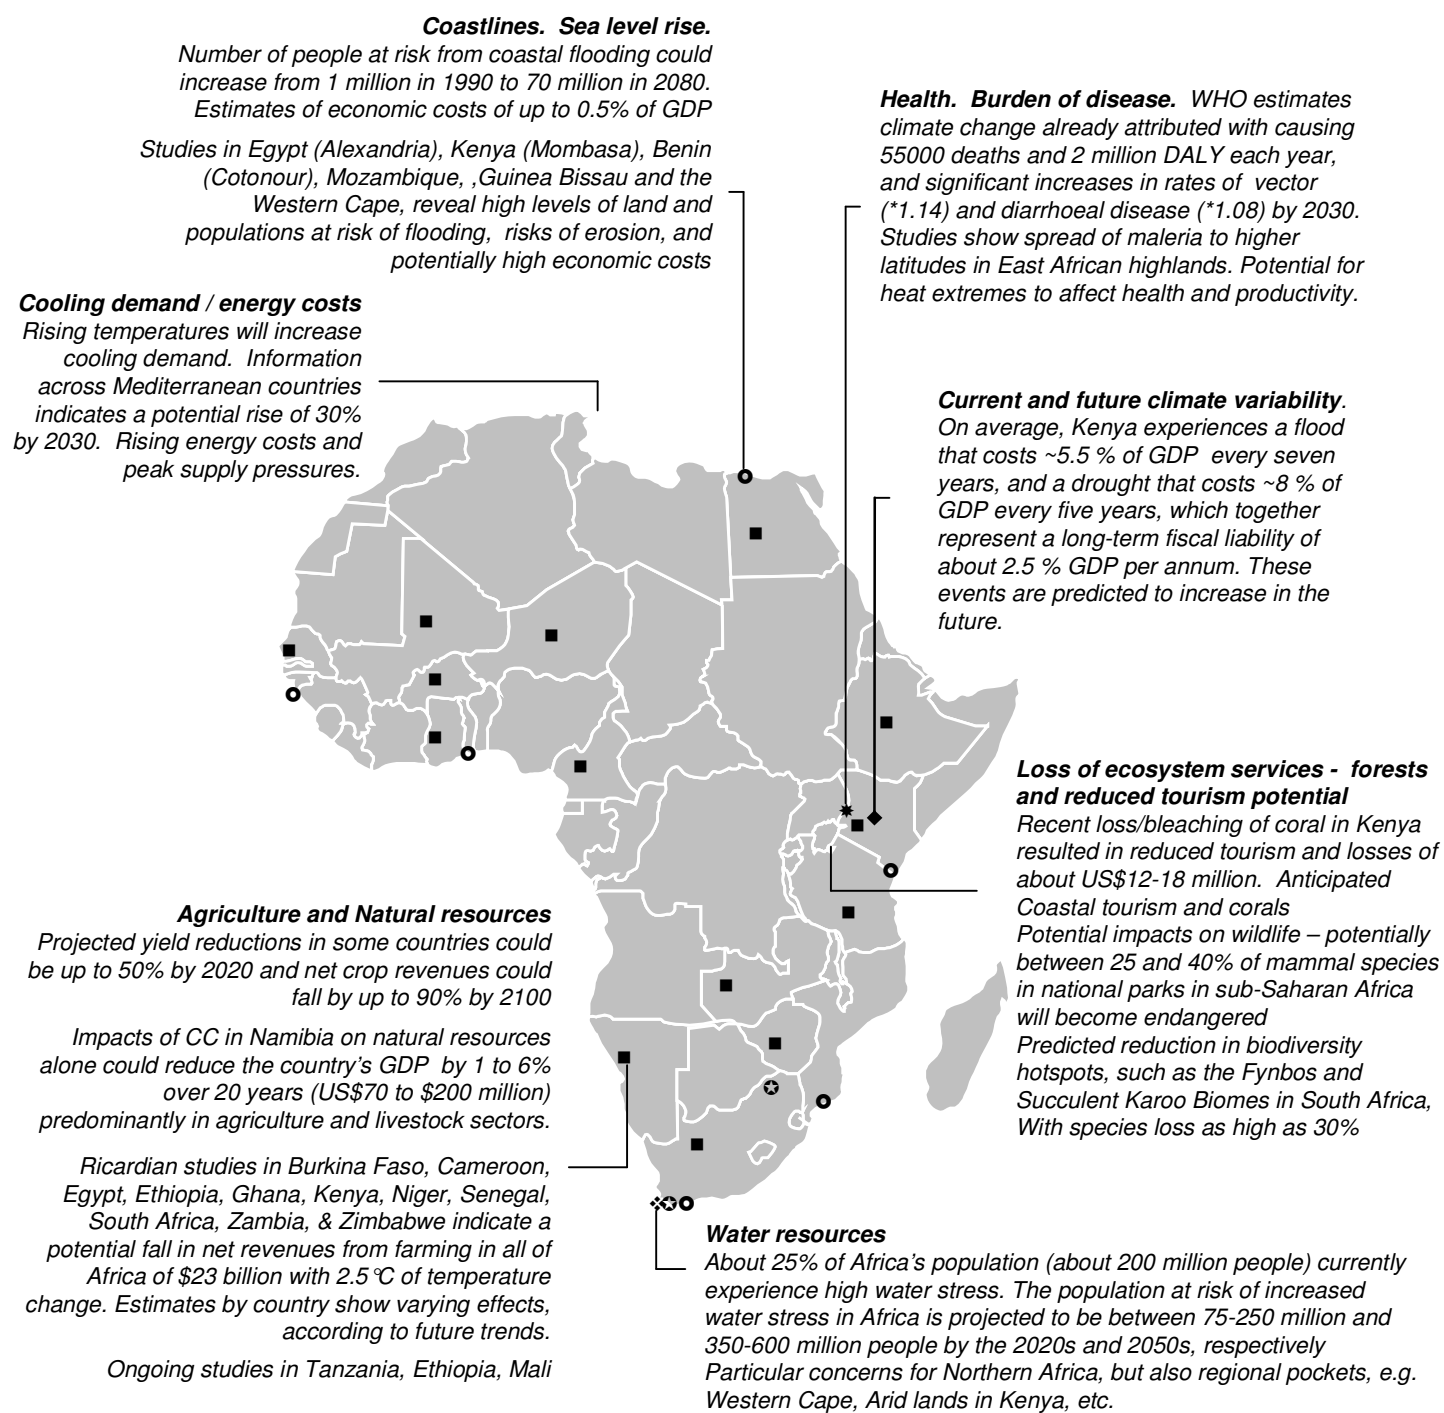 Coastlines.  Sea level rise.
Number of people at risk from coastal flooding could
increase from 1 million in 1990 to 70 million in 2080.
Estimates of economic costs of up to 0.5% of GDP
Studies in Egypt (Alexandria), Kenya (Mombasa), Benin
(Cotonour), Mozambique, ,Guinea Bissau and the
Western Cape, reveal high levels of land and
populations at risk of flooding,  risks of erosion, and
potentially high economic costs
Health.  Burden of disease.  WHO estimates
climate change already attributed with causing
55000 deaths and 2 million DALY each year,
and significant increases in rates of  vector
(*1.14) and diarrhoeal disease (*1.08) by 2030.
Studies show spread of maleria to higher
latitudes in East African highlands. Potential for
heat extremes to affect health and productivity.
Cooling demand / energy costs
Rising temperatures will increase
cooling demand.  Information
across Mediterranean countries
indicates a potential rise of 30%
by 2030.  Rising energy costs and
peak supply pressures.
Current and future climate variability.
On average, Kenya experiences a flood
that costs ~5.5 % of GDP  every seven
years, and a drought that costs ~8 % of
GDP every five years, which together
represent a long-term fiscal liability of
about 2.5 % GDP per annum. These
events are predicted to increase in the
future.
Loss of ecosystem services -  forests
and reduced tourism potential
Recent loss/bleaching of coral in Kenya
resulted in reduced tourism and losses of
about US$12-18 million.  Anticipated
Coastal tourism and corals
Potential impacts on wildlife – potentially
between 25 and 40% of mammal species
in national parks in sub-Saharan Africa
will become endangered
Predicted reduction in biodiversity
hotspots, such as the Fynbos and
Succulent Karoo Biomes in South Africa,
With species loss as high as 30%
Agriculture and Natural resources
Projected yield reductions in some countries could
be up to 50% by 2020 and net crop revenues could
fall by up to 90% by 2100
Impacts of CC in Namibia on natural resources
alone could reduce the country's GDP  by 1 to 6%
over 20 years (US$70 to $200 million)
predominantly in agriculture and livestock sectors.
Ricardian studies in Burkina Faso, Cameroon,
Egypt, Ethiopia, Ghana, Kenya, Niger, Senegal,
South Africa, Zambia, & Zimbabwe indicate a
potential fall in net revenues from farming in all of
Africa of $23 billion with 2.5°C of temperature
change. Estimates by country show varying effects,
according to future trends.
Ongoing studies in Tanzania, Ethiopia, Mali
Water resources
About 25% of Africa's population (about 200 million people) currently
experience high water stress. The population at risk of increased
water stress in Africa is projected to be between 75-250 million and
350-600 million people by the 2020s and 2050s, respectively
Particular concerns for Northern Africa, but also regional pockets, e.g.
Western Cape, Arid lands in Kenya, etc.